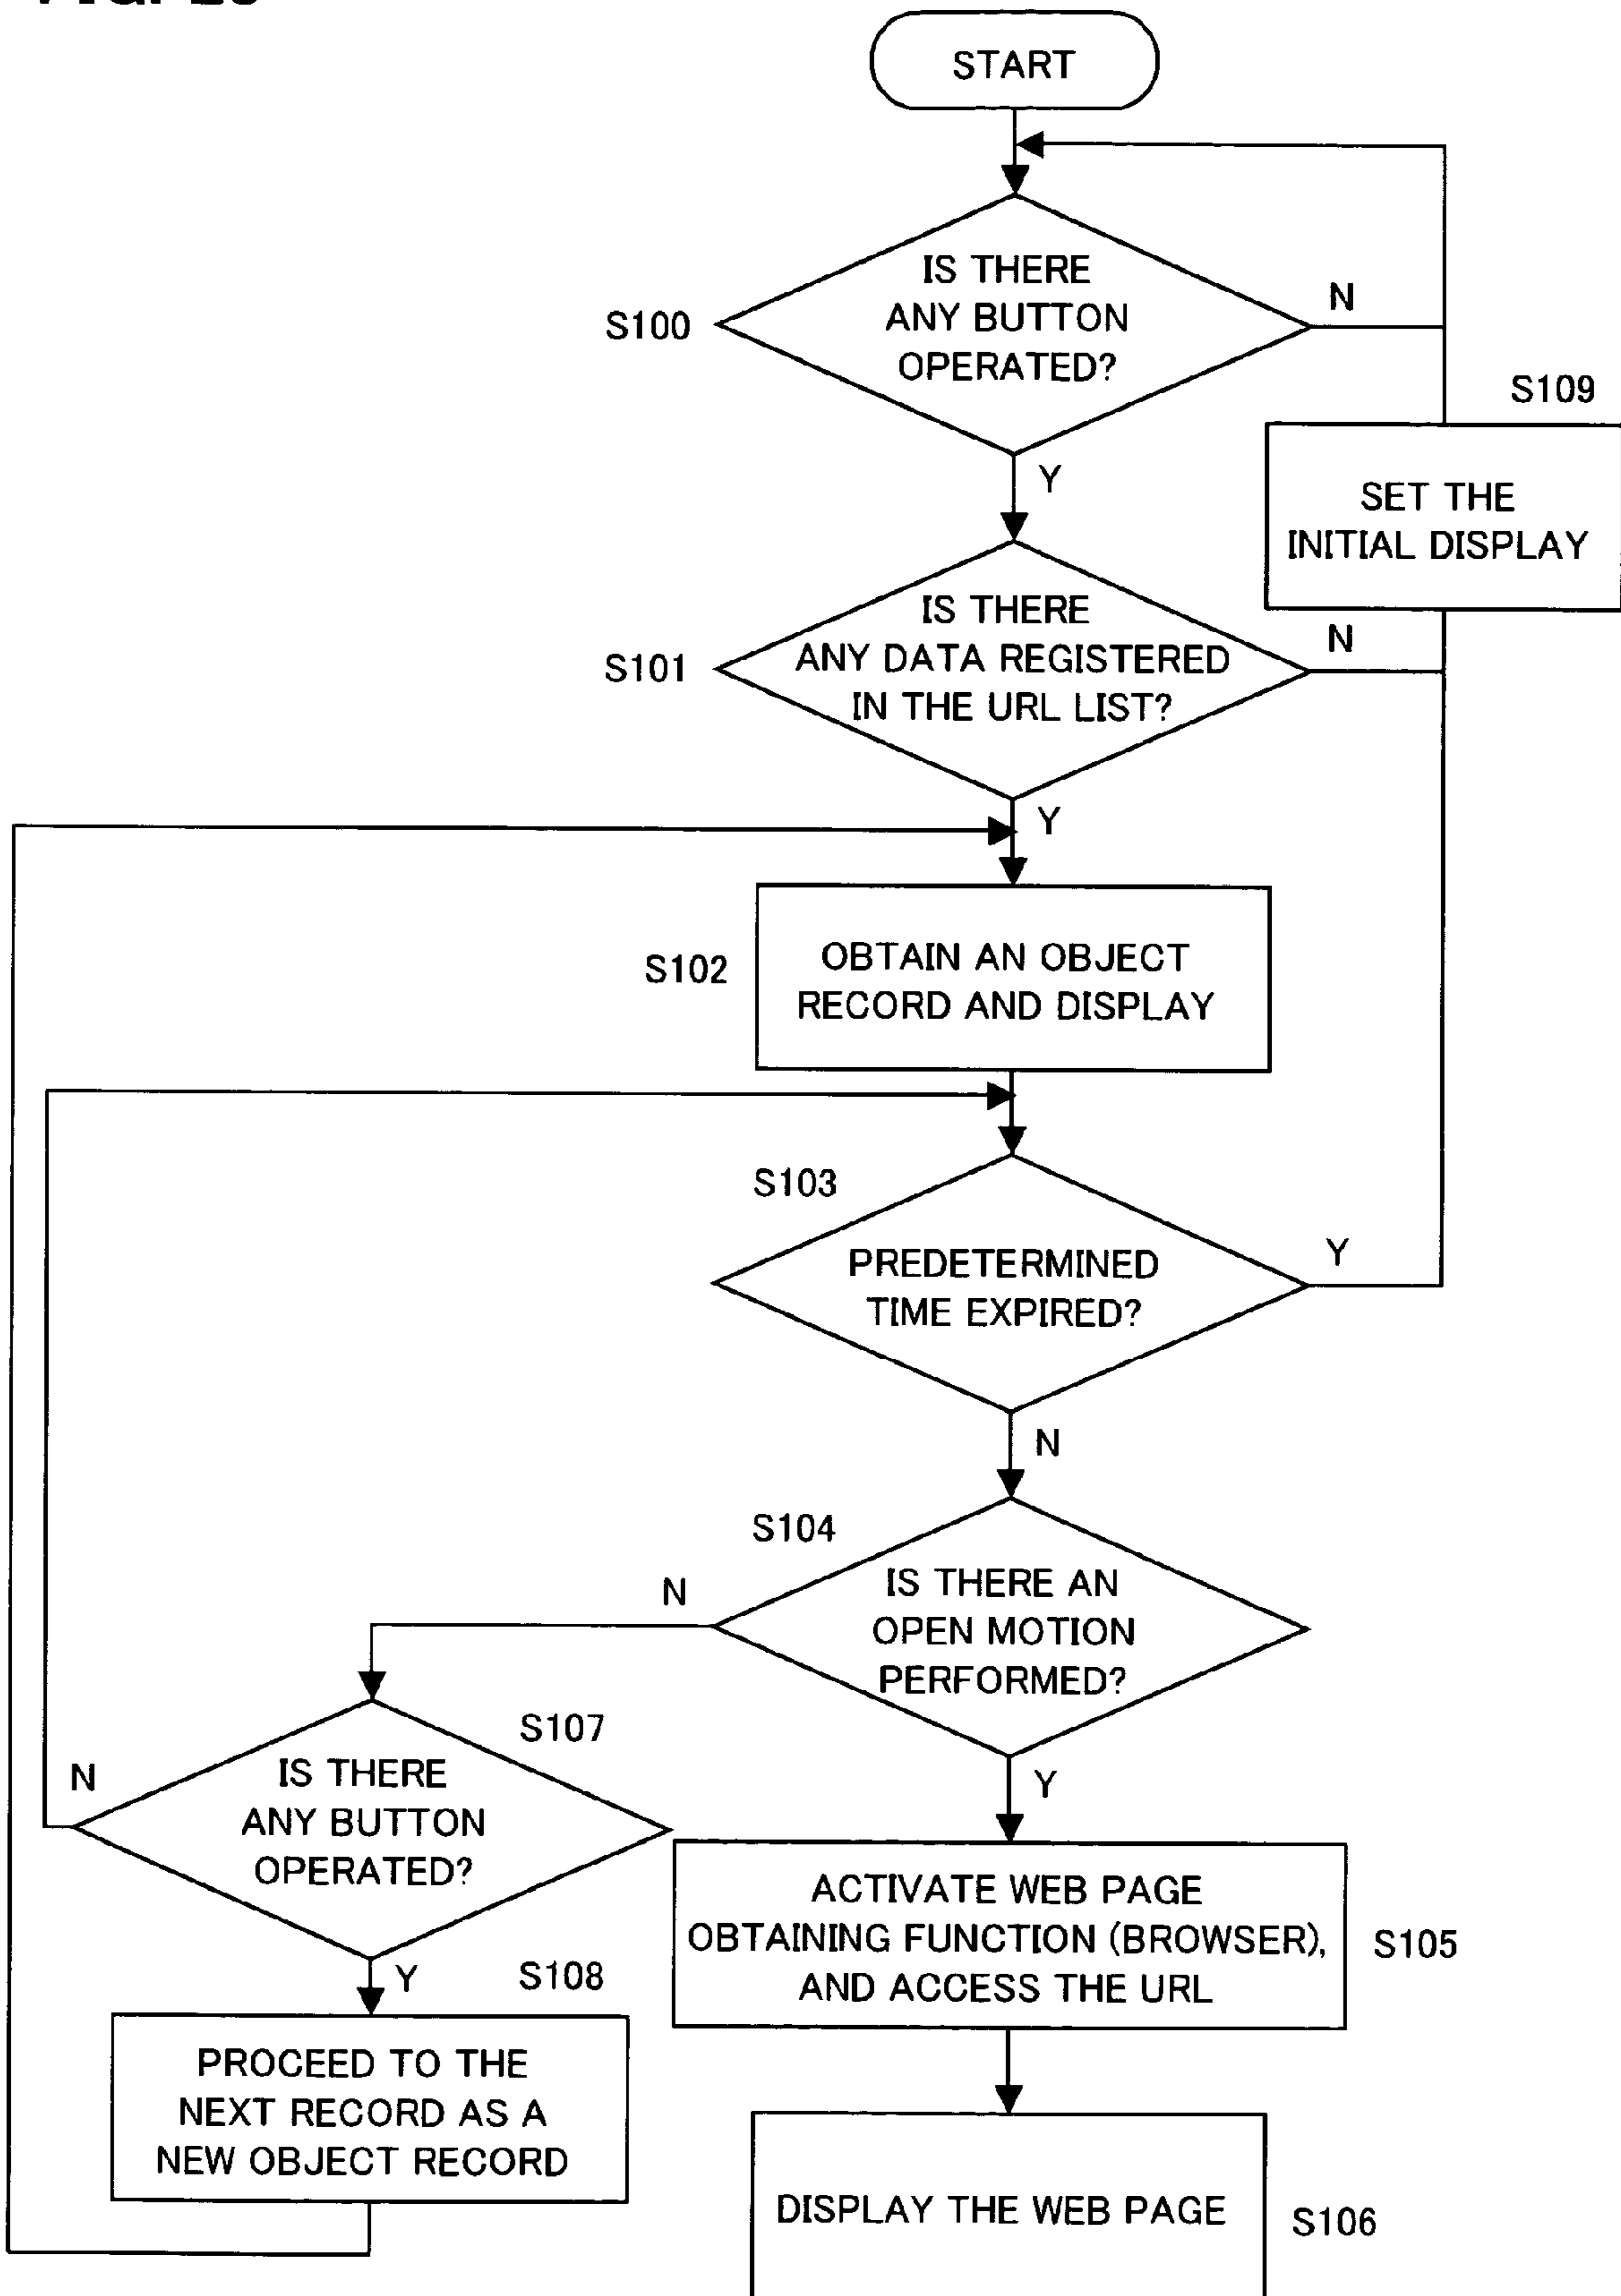 START
IS THERE
ANY BUTTON
OPERATED?
S100
N
S109
Y
SET THE
INITIAL DISPLAY
IS THERE
ANY DATA REGISTERED
IN THE URL LIST?
S101
N
Y
S102
OBTAIN AN OBJECT
RECORD AND DISPLAY
S103
PREDETERMINED
TIME EXPIRED?
Y
N
S104
IS THERE AN
OPEN MOTION
PERFORMED?
N
Y
S107
IS THERE
ANY BUTTON
OPERATED?
N
Y
ACTIVATE WEB PAGE
OBTAINING FUNCTION (BROWSER),
AND ACCESS THE URL
S105
S108
PROCEED TO THE
NEXT RECORD AS A
NEW OBJECT RECORD
DISPLAY THE WEB PAGE
S106